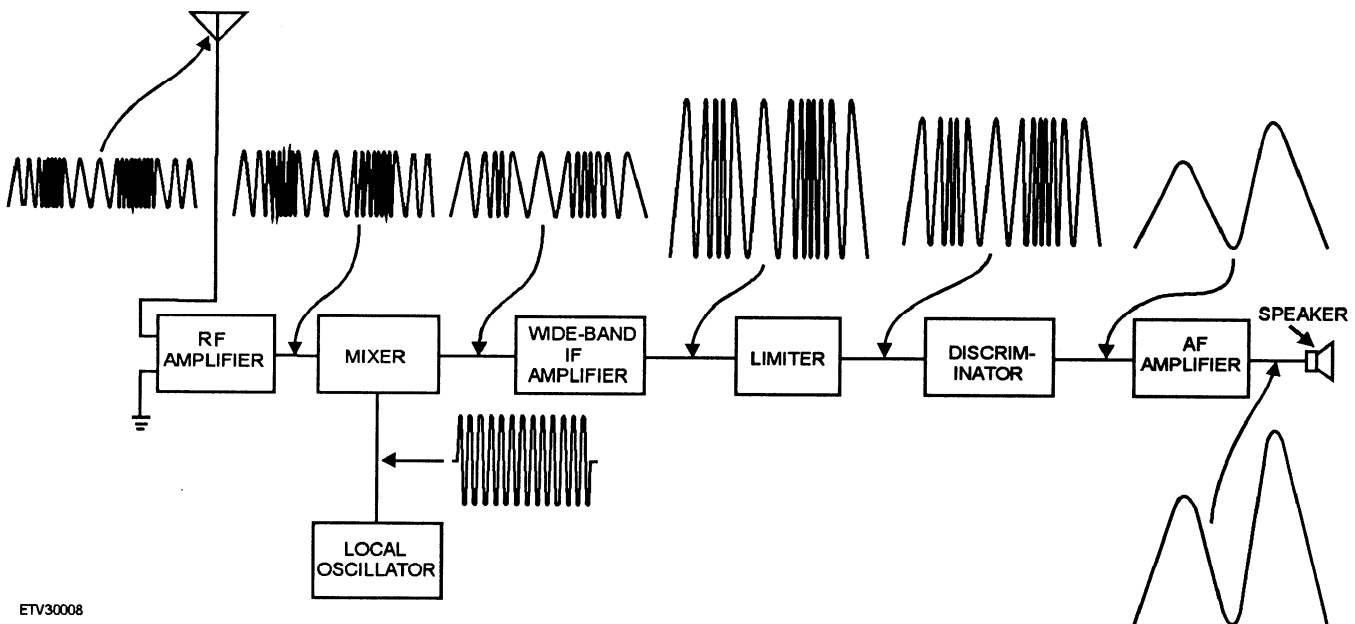 SPEAKER
RF
AMPLIFIER
MIXER
WIDE-BAND
IF
AMPLIFIER
LIMITER
DISCRIM-
INATOR
AF
AMPLIFIER
LOCAL
OSCILLATOR
ETV30008